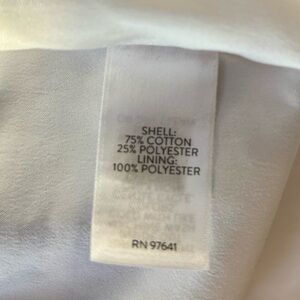 SHELL:
75% COTTON
25% POLYESTER
LINING:
100% POLYESTER
RN 97641